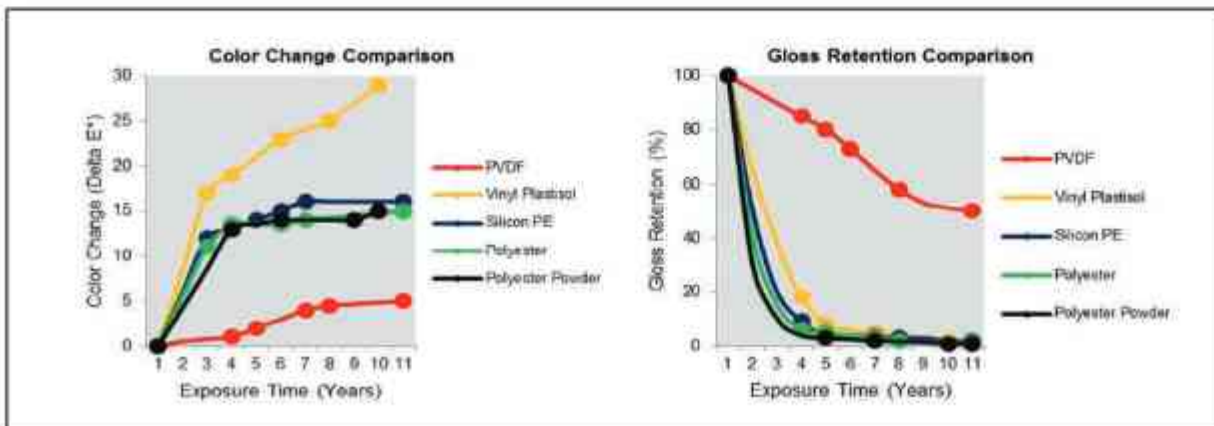 Color Change Comparison
Color Change (Delta E*)
30
25
20
15
10
5
0
1 2 3 4 5 6 7 8 9 10 11
Exposure Time (Years)
PVDF
Vinyl Plastisol
Silicon PE
Polyester
Polyester Powder
Gloss Retention Comparison
Gloss Retention (%)
100
80
60
40
20
0
1 2 3 4 5 6 7 8 9 10 11
Exposure Time (Years)
PVDF
Vinyl Plastisol
Silicon PE
Polyester
Polyester Powder